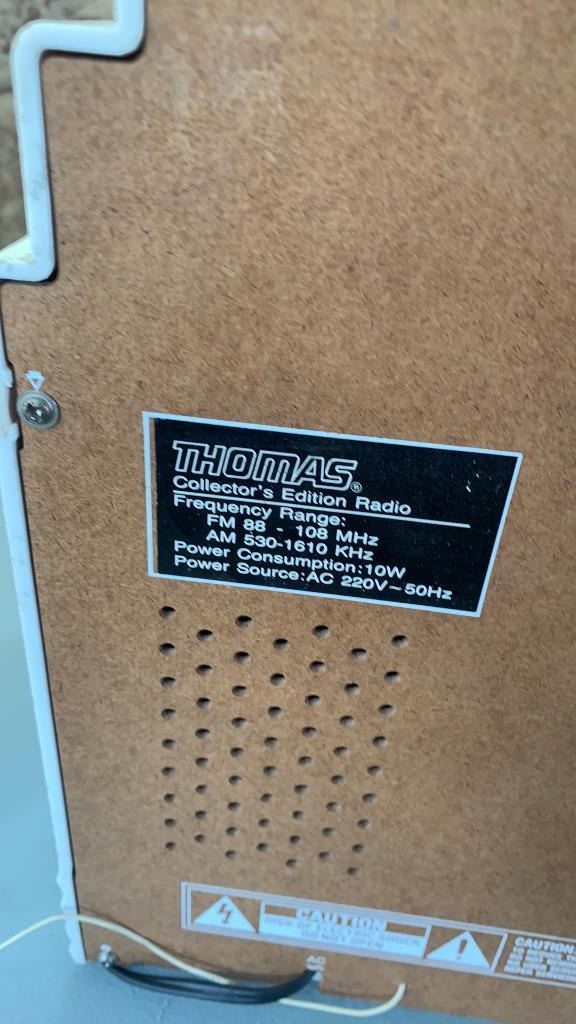 THOMAS®
Collector's Edition Radio
Frequency Range:
FM 88 - 108 MHz
AM 530-1610 KHz
Power Consumption:10W
Power Source:AC 220V~50Hz
CAUTION
RISK OF ELECTRIC SHOCK
DO NOT OPEN
CAUTION
AC